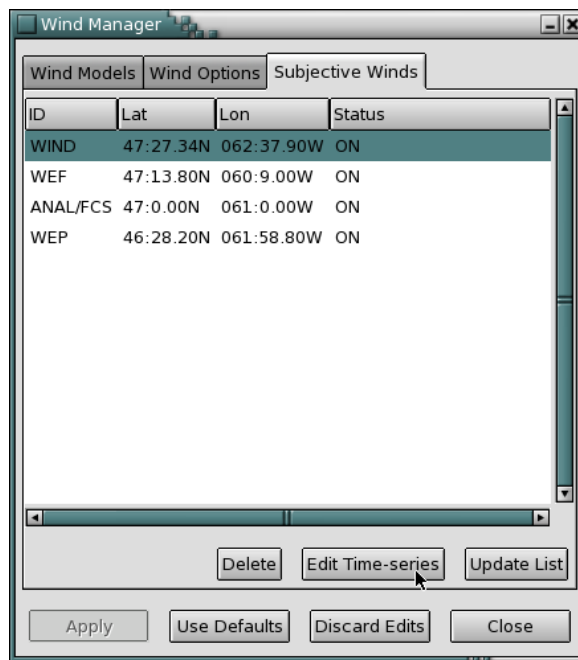 Wind Manager
Wind Models Wind Options Subjective Winds
ID Lat Lon Status
WIND 47:27.34N 062:37.90W ON
WEF 47:13.80N 060:9.00W ON
ANAL/FCS 47:0.00N 061:0.00W ON
WEP 46:28.20N 061:58.80W ON
Delete Edit Time-series Update List
Apply Use Defaults Discard Edits Close